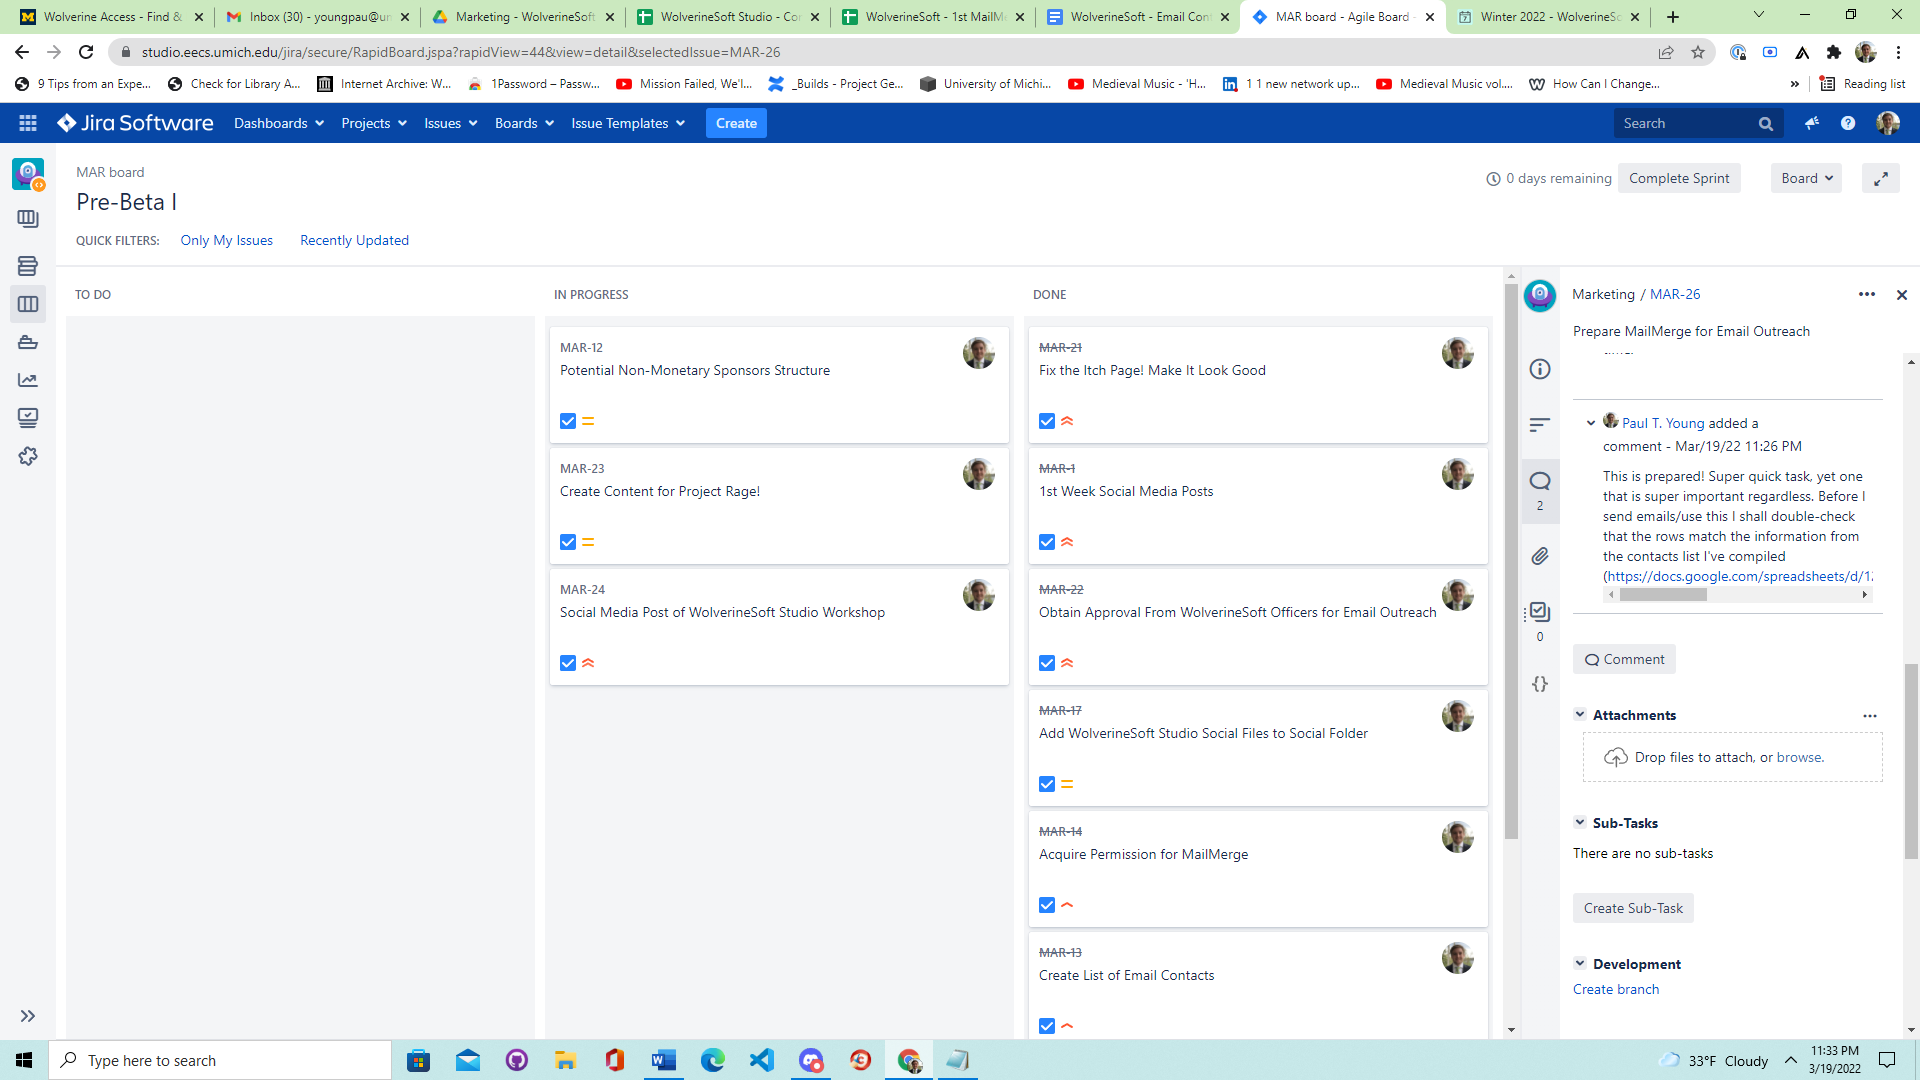 Wolverine Access - Find &
Inbox (30) - youngpau@un
Marketing - WolverineSoft
WolverineSoft Studio - Con
WolverineSoft - 1st MailMe
WolverineSoft - Email Cont
MAR board - Agile Board -
Winter 2022 - WolverineSo
studio.eecs.umich.edu/jira/secure/RapidBoard.jspa?rapidView=44&view=detail&selectedIssue=MAR-26
9 Tips from an Expe...
Check for Library A...
Internet Archive: W...
1Password – Passw...
Mission Failed, We'l...
_Builds - Project Ge...
University of Michi...
Medieval Music - 'H...
1 1 new network up...
Medieval Music vol....
How Can I Change...
»
Reading list
Jira Software
Dashboards
Projects
Issues
Boards
Issue Templates
Create
Search
MAR board
Pre-Beta I
0 days remaining
Complete Sprint
Board
QUICK FILTERS:
Only My Issues
Recently Updated
TO DO
IN PROGRESS
MAR-12
Potential Non-Monetary Sponsors Structure
MAR-23
Create Content for Project Rage!
MAR-24
Social Media Post of WolverineSoft Studio Workshop
DONE
MAR-21
Fix the Itch Page! Make It Look Good
MAR-1
1st Week Social Media Posts
MAR-22
Obtain Approval From WolverineSoft Officers for Email Outreach
MAR-17
Add WolverineSoft Studio Social Files to Social Folder
MAR-14
Acquire Permission for MailMerge
MAR-13
Create List of Email Contacts
2
0
Marketing / MAR-26
Prepare MailMerge for Email Outreach
Paul T. Young added a
comment - Mar/19/22 11:26 PM
This is prepared! Super quick task, yet one
that is super important regardless. Before I
send emails/use this I shall double-check
that the rows match the information from
the contacts list I've compiled
(https://docs.google.com/spreadsheets/d/1
Comment
Attachments
Drop files to attach, or browse.
Sub-Tasks
There are no sub-tasks
Create Sub-Task
Development
Create branch
Type here to search
33°F Cloudy
11:33 PM
3/19/2022